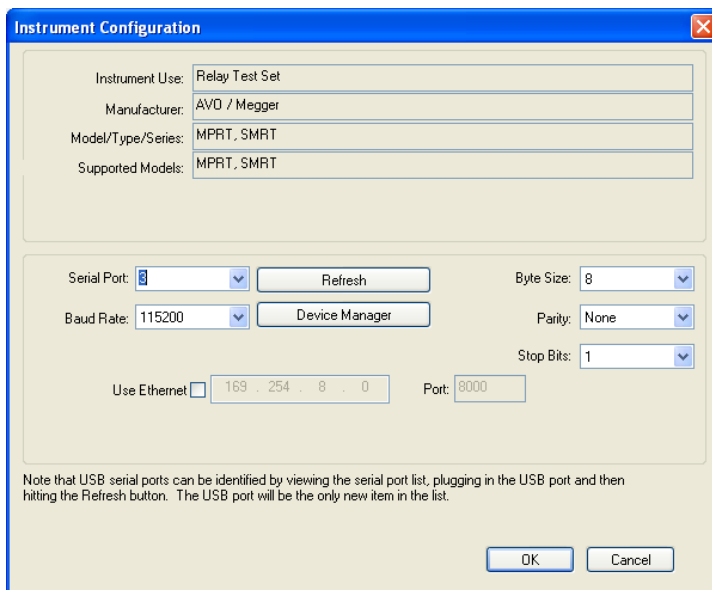 Instrument Configuration
Instrument Use: Relay Test Set
Manufacturer: AVO / Megger
Model/Type/Series: MPRT, SMRT
Supported Models: MPRT, SMRT
Serial Port: 3 Refresh Byte Size: 8
Baud Rate: 115200 Device Manager Parity: None
Stop Bits: 1
Use Ethernet 169 . 254 . 8 . 0 Port: 8000
Note that USB serial ports can be identified by viewing the serial port list, plugging in the USB port and then
hitting the Refresh button. The USB port will be the only new item in the list.
OK Cancel